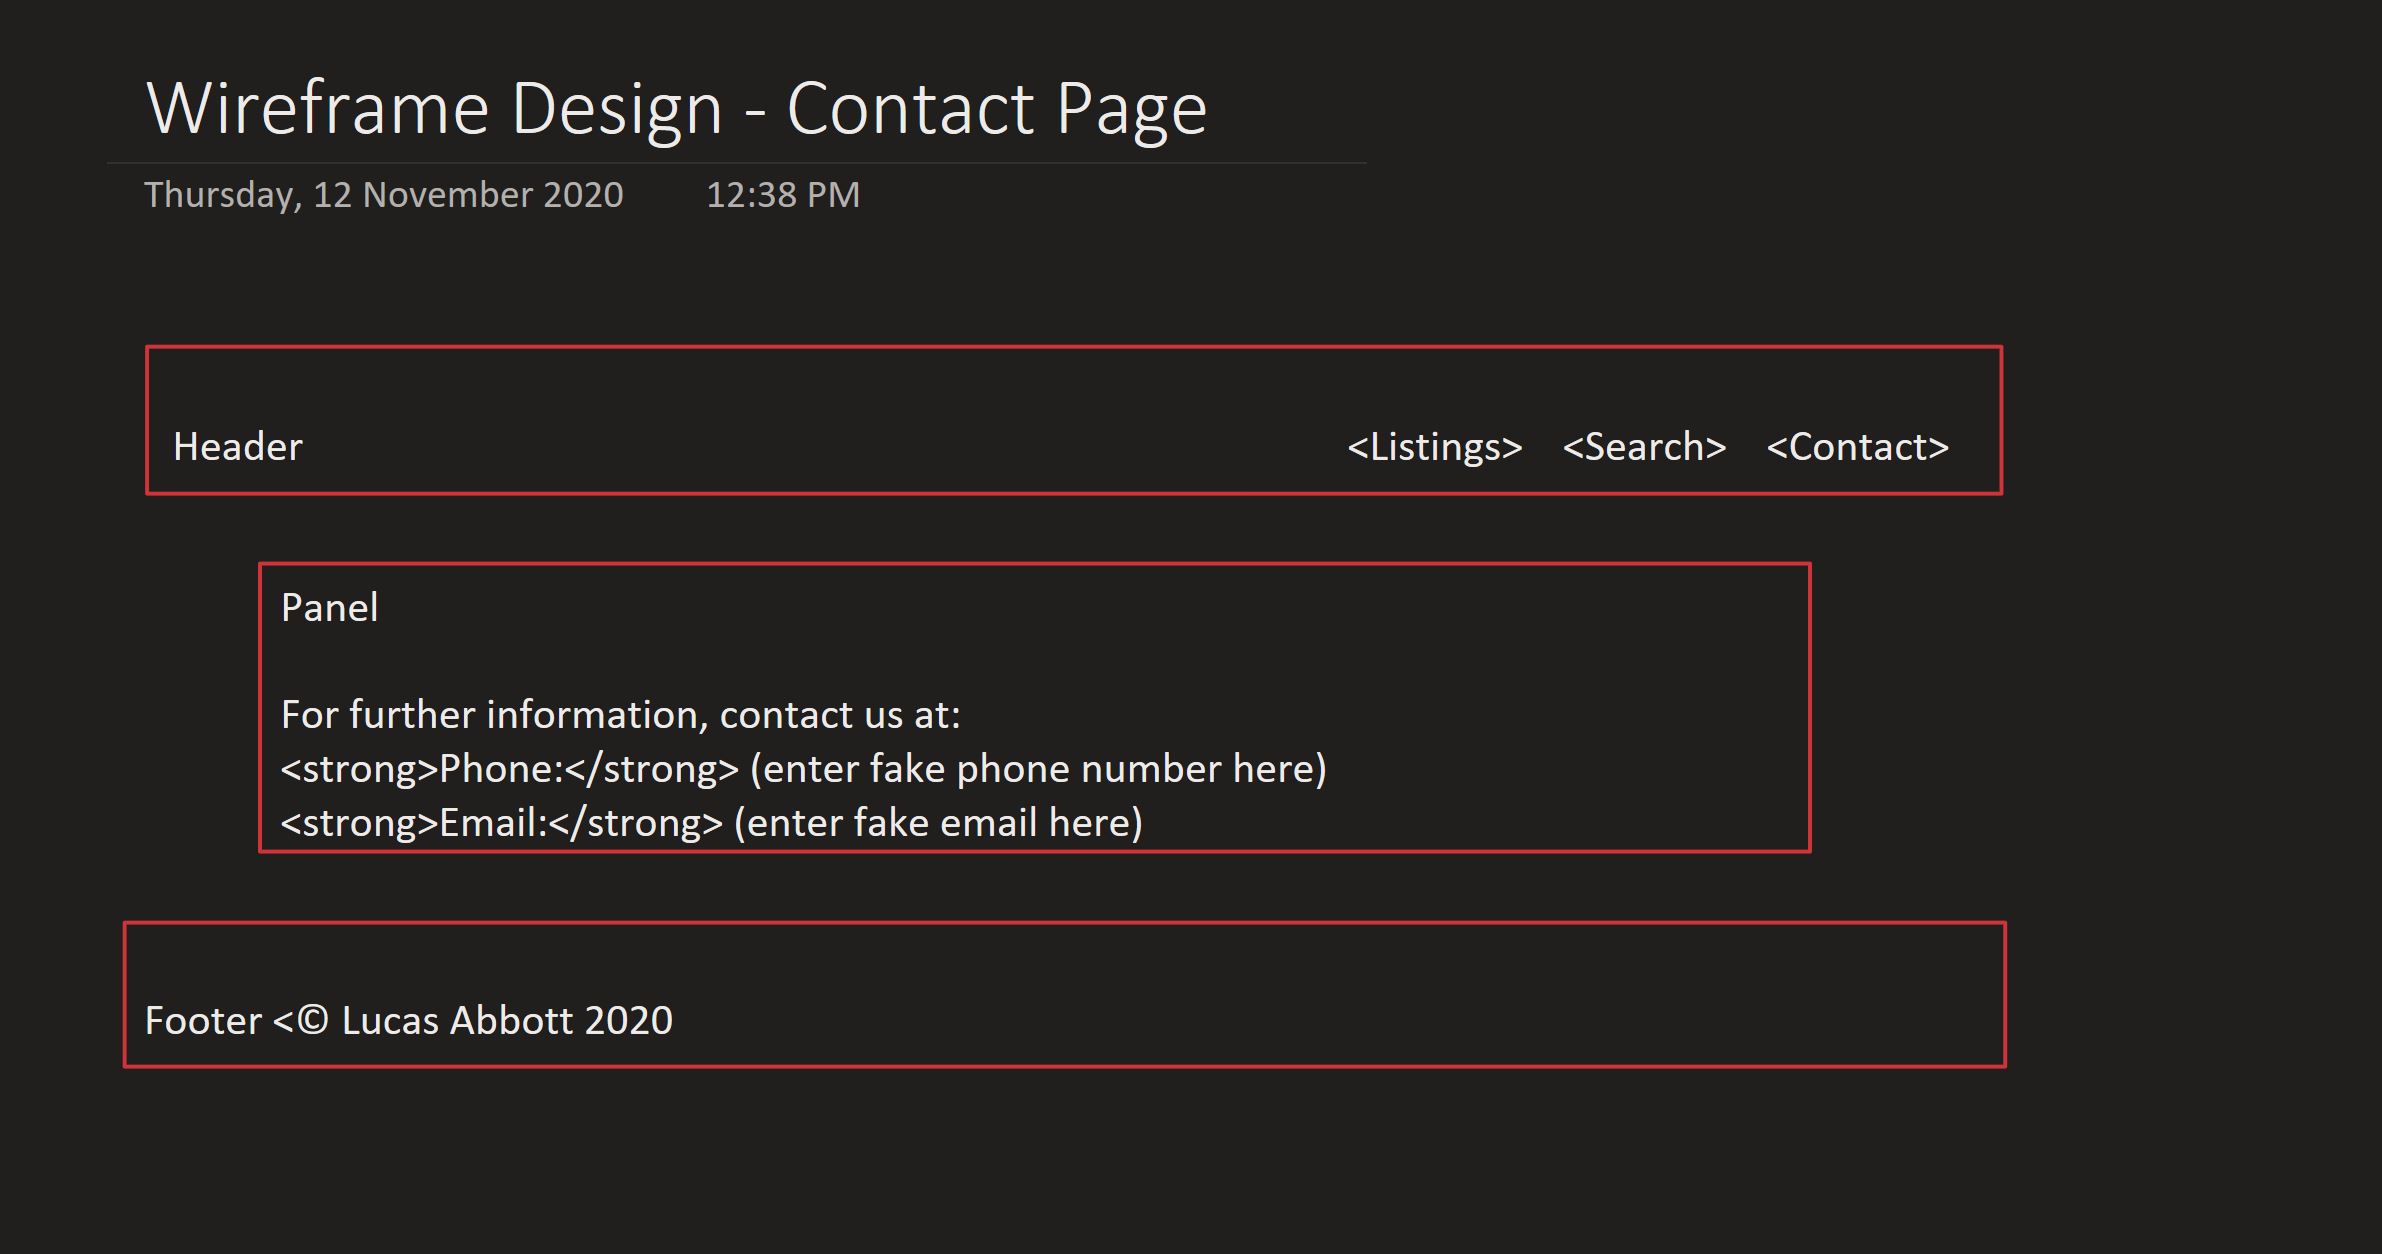 Wireframe Design - Contact Page
Thursday, 12 November 2020 12:38 PM
Header <Listings> <Search> <Contact>
Panel
For further information, contact us at:
<strong>Phone:</strong> (enter fake phone number here)
<strong>Email:</strong> (enter fake email here)
Footer <© Lucas Abbott 2020